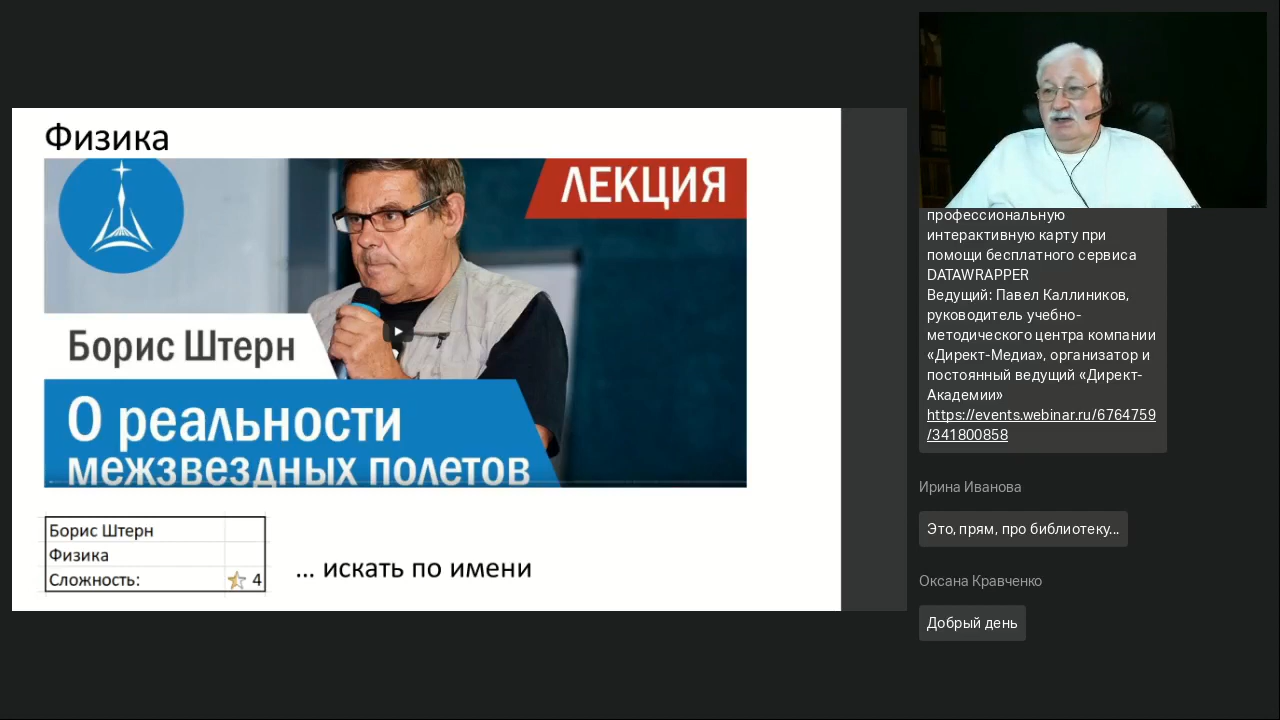 Физика
ЛЕКЦИЯ
Борис Штерн
О реальности
межзвездных полетов
Борис Штерн
Физика
Сложность: 4
... искать по имени
профессиональную
интерактивную карту при
помощи бесплатного сервиса
DATAWRAPPER
Ведущий: Павел Каллиников,
руководитель учебно-
методического центра компании
«Директ-Медиа», организатор и
постоянный ведущий «Директ-
Академии»
https://events.webinar.ru/6764759
/341800858
Ирина Иванова
Это, прям, про библиотеку...
Оксана Кравченко
Добрый день